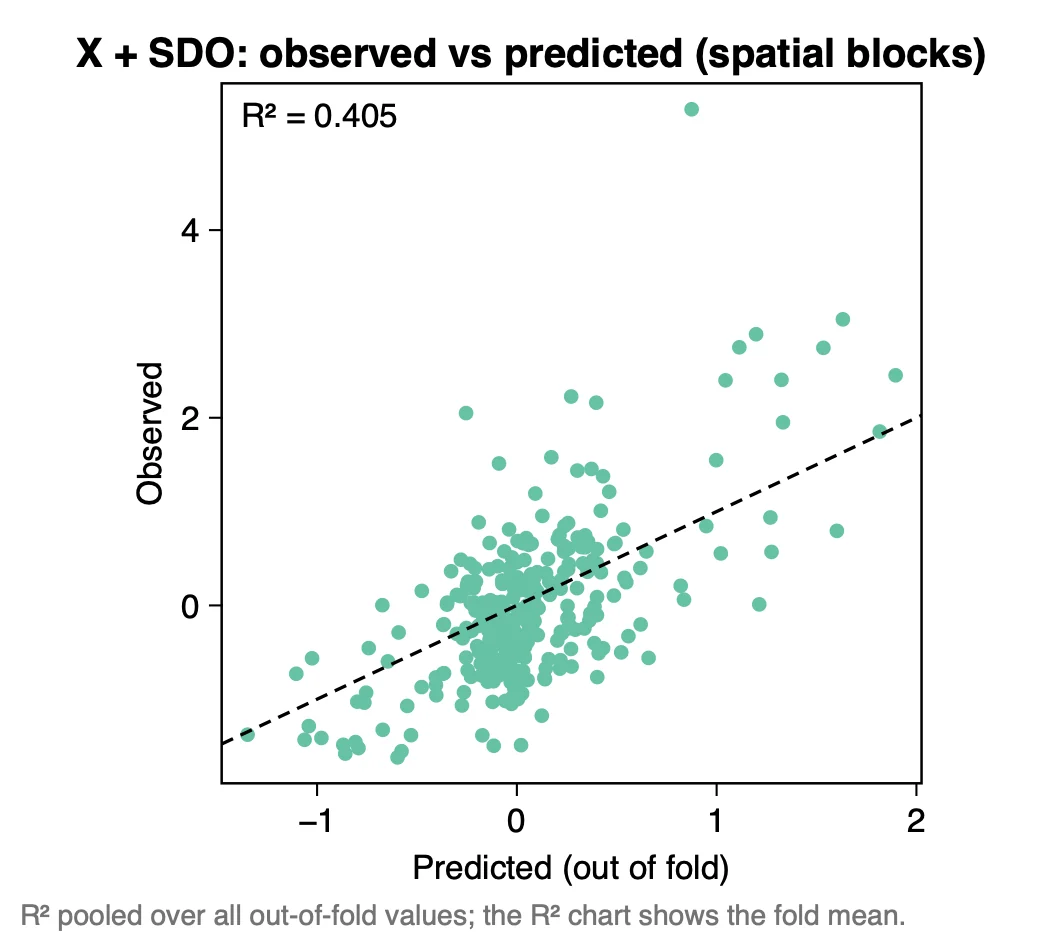 X + SDO: observed vs predicted (spatial blocks)
R² = 0.405
4
2
0
Observed
−1
0
1
2
Predicted (out of fold)
R² pooled over all out-of-fold values; the R² chart shows the fold mean.